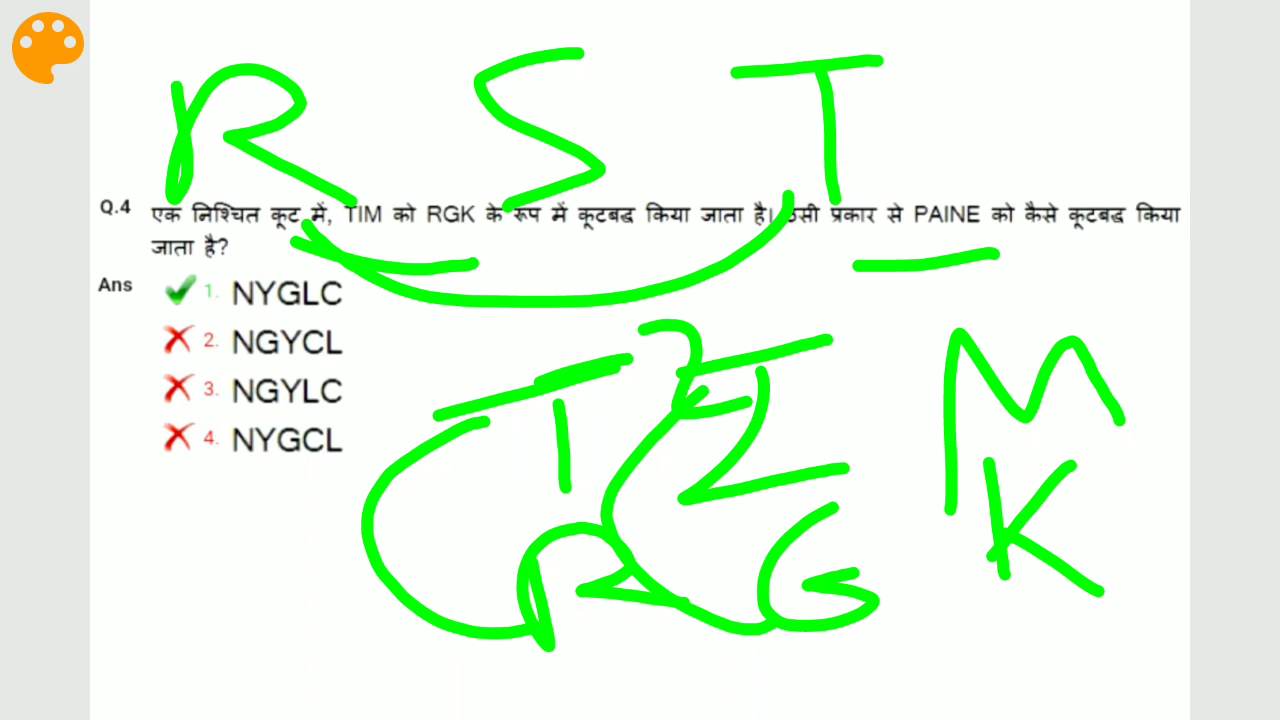 R S T
Q.4 एक निश्चित कूट में, TIM को RGK के रूप में कूटबद्ध किया जाता है। उसी प्रकार से PAINE को कैसे कूटबद्ध किया
जाता है?
Ans 1. NYGLC
2. NGYCL
3. NGYLC
4. NYGCL
T I M
R G K